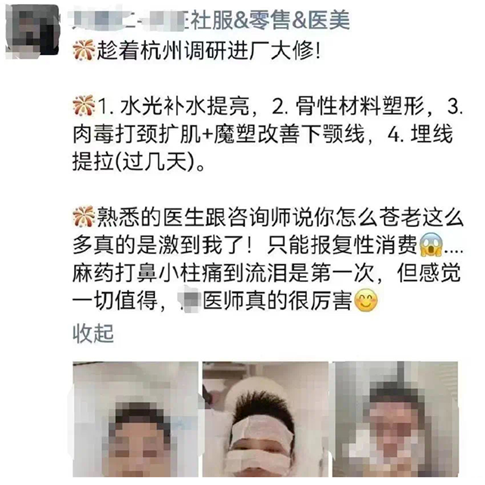 社服&零售&医美
趁着杭州调研进厂大修!
1. 水光补水提亮，2. 骨性材料塑形，3.
肉毒打颈扩肌+魔塑改善下颚线，4. 埋线
提拉(过几天)。
熟悉的医生跟咨询师说你怎么苍老这么
多真的是激到我了！只能报复性消费😱....
麻药打鼻小柱痛到流泪是第一次，但感觉
一切值得，医师真的很厉害😊
收起